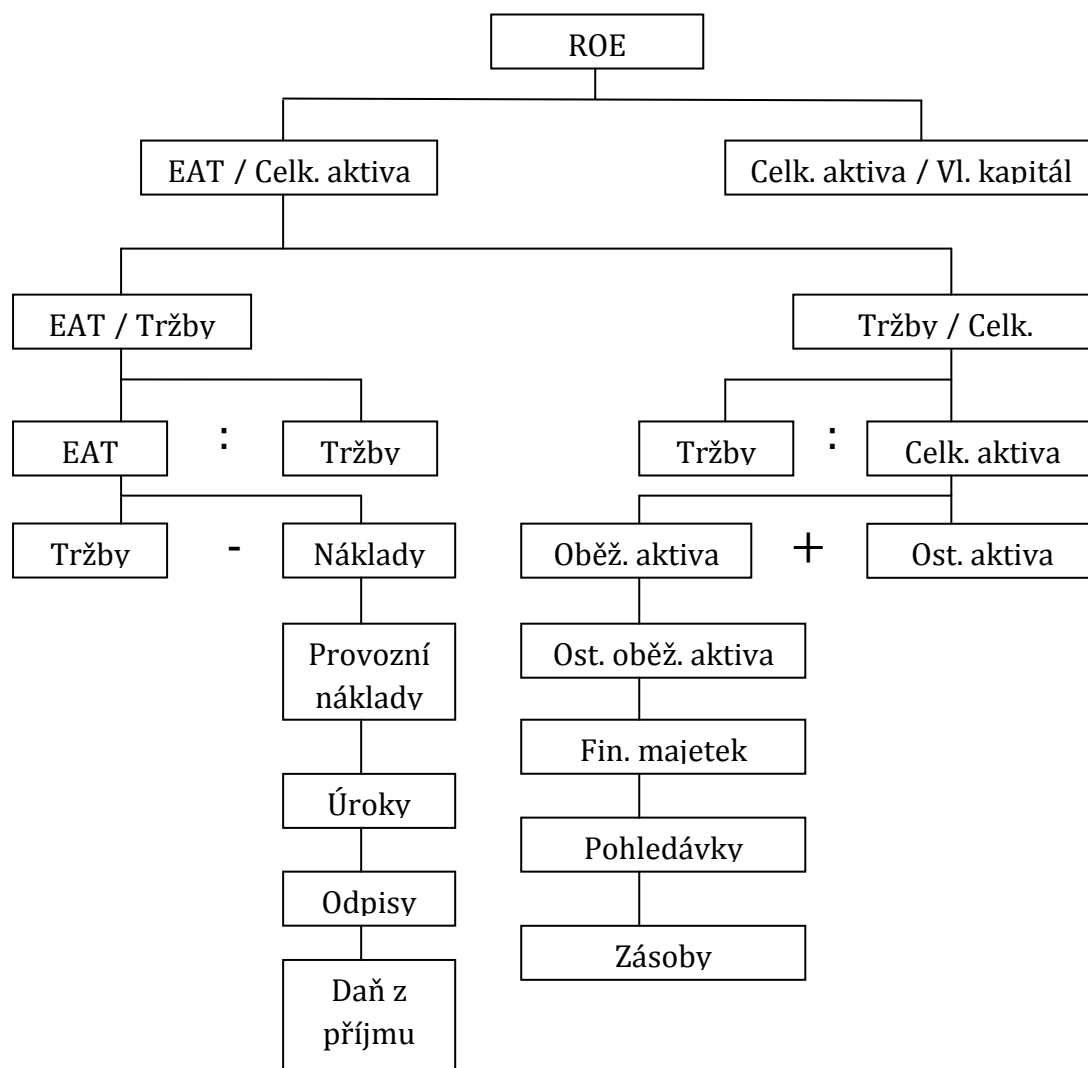 ROE
EAT / Celk. aktiva
Celk. aktiva / Vl. kapitál
EAT / Tržby
Tržby / Celk.
EAT
:
Tržby
Tržby
:
Celk. aktiva
Tržby
-
Náklady
Oběž. aktiva
+
Ost. aktiva
Provozní
náklady
Ost. oběž. aktiva
Fin. majetek
Úroky
Pohledávky
Odpisy
Zásoby
Daň z
příjmu